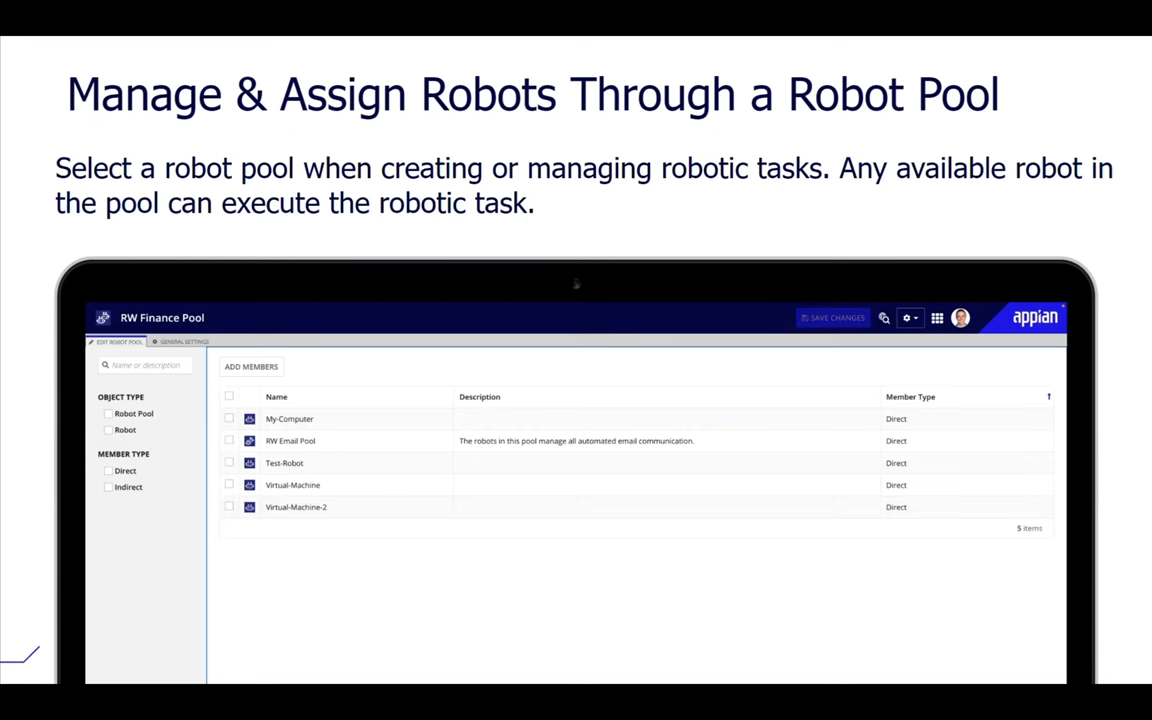 Manage & Assign Robots Through a Robot Pool
Select a robot pool when creating or managing robotic tasks. Any available robot in
the pool can execute the robotic task.
RW Finance Pool
SAVE CHANGES
appian
EDIT ROBOT POOL
GENERAL SETTINGS
Name or description
OBJECT TYPE
Robot Pool
Robot
MEMBER TYPE
Direct
Indirect
ADD MEMBERS
Name Description Member Type
My-Computer Direct
RW Email Pool The robots in this pool manage all automated email communication. Direct
Test-Robot Direct
Virtual-Machine Direct
Virtual-Machine-2 Direct
5 items